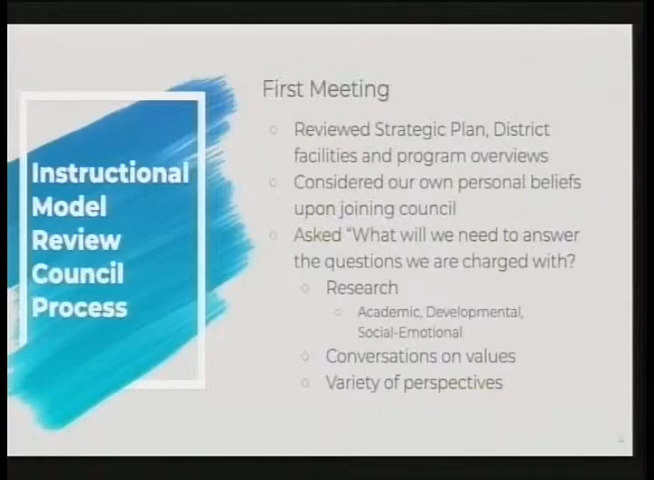 Instructional
Model
Review
Council
Process
First Meeting
Reviewed Strategic Plan, District
facilities and program overviews
Considered our own personal beliefs
upon joining council
Asked “What will we need to answer
the questions we are charged with?
Research
Academic, Developmental,
Social-Emotional
Conversations on values
Variety of perspectives